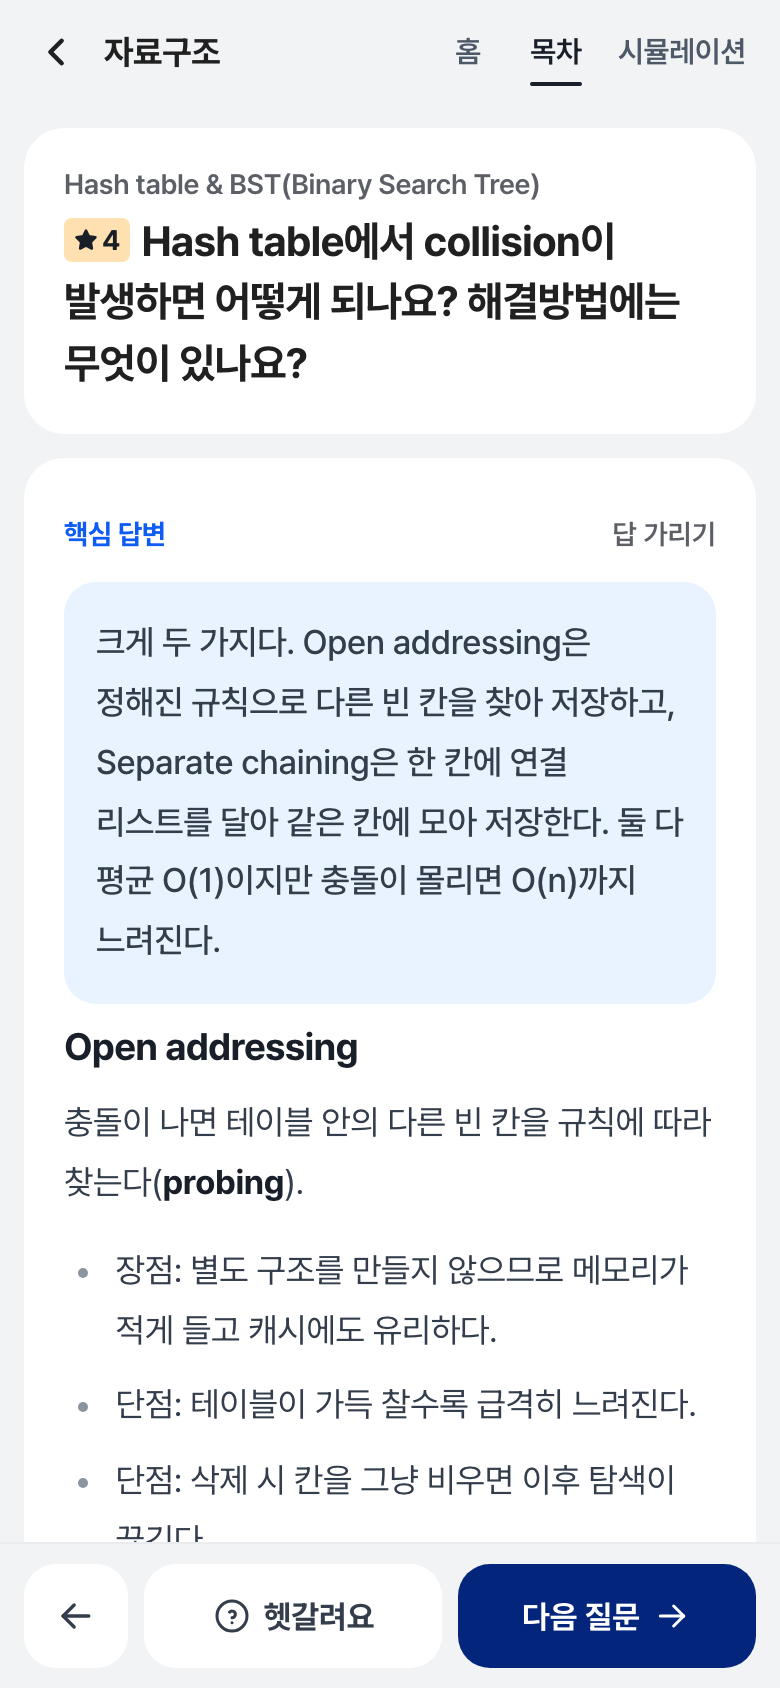 자료구조
홈
목차
시뮬레이션
Hash table & BST(Binary Search Tree)
★ 4 Hash table에서 collision이
발생하면 어떻게 되나요? 해결방법에는
무엇이 있나요?
핵심 답변
답 가리기
크게 두 가지다. Open addressing은
정해진 규칙으로 다른 빈 칸을 찾아 저장하고,
Separate chaining은 한 칸에 연결
리스트를 달아 같은 칸에 모아 저장한다. 둘 다
평균 O(1)이지만 충돌이 몰리면 O(n)까지
느려진다.
Open addressing
충돌이 나면 테이블 안의 다른 빈 칸을 규칙에 따라
찾는다(probing).
• 장점: 별도 구조를 만들지 않으므로 메모리가
적게 들고 캐시에도 유리하다.
• 단점: 테이블이 가득 찰수록 급격히 느려진다.
• 단점: 삭제 시 칸을 그냥 비우면 이후 탐색이
헷갈려요
다음 질문 →